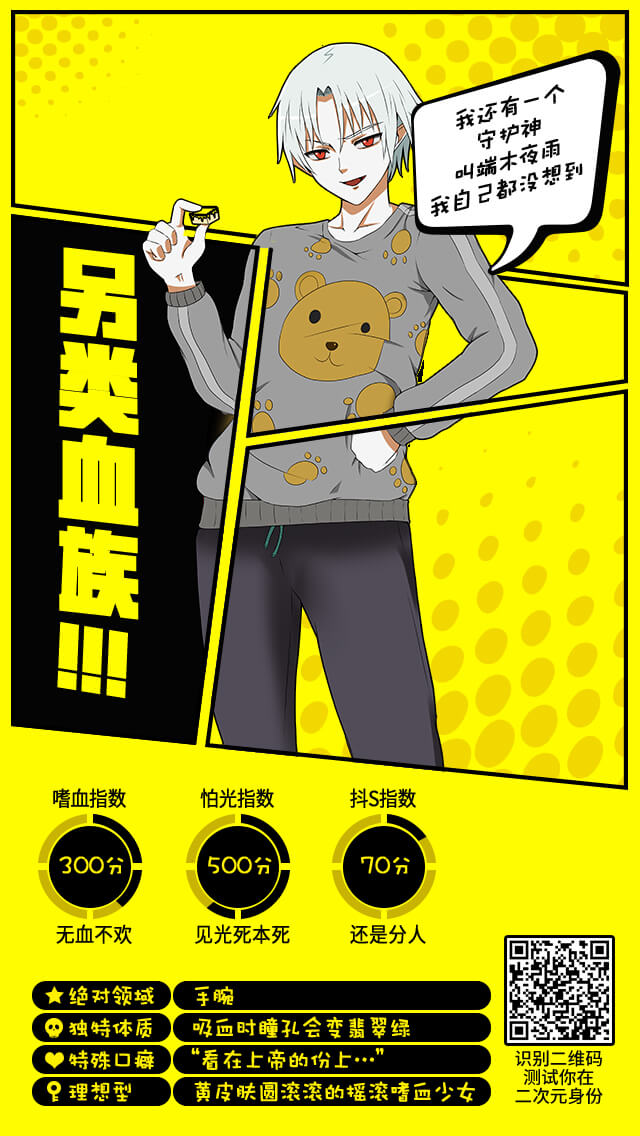 我还有一个
守护神
叫端木夜雨
我自己都没想到
另类血族!!!
嗜血指数
怕光指数
抖S指数
300分
500分
70分
无血不欢
见光死本死
还是分人
绝对领域
手腕
独特体质
吸血时瞳孔会变翡翠绿
特殊口癖
“看在上帝的份上…”
理想型
黄皮肤圆滚滚的摇滚嗜血少女
识别二维码
测试你在
二次元身份